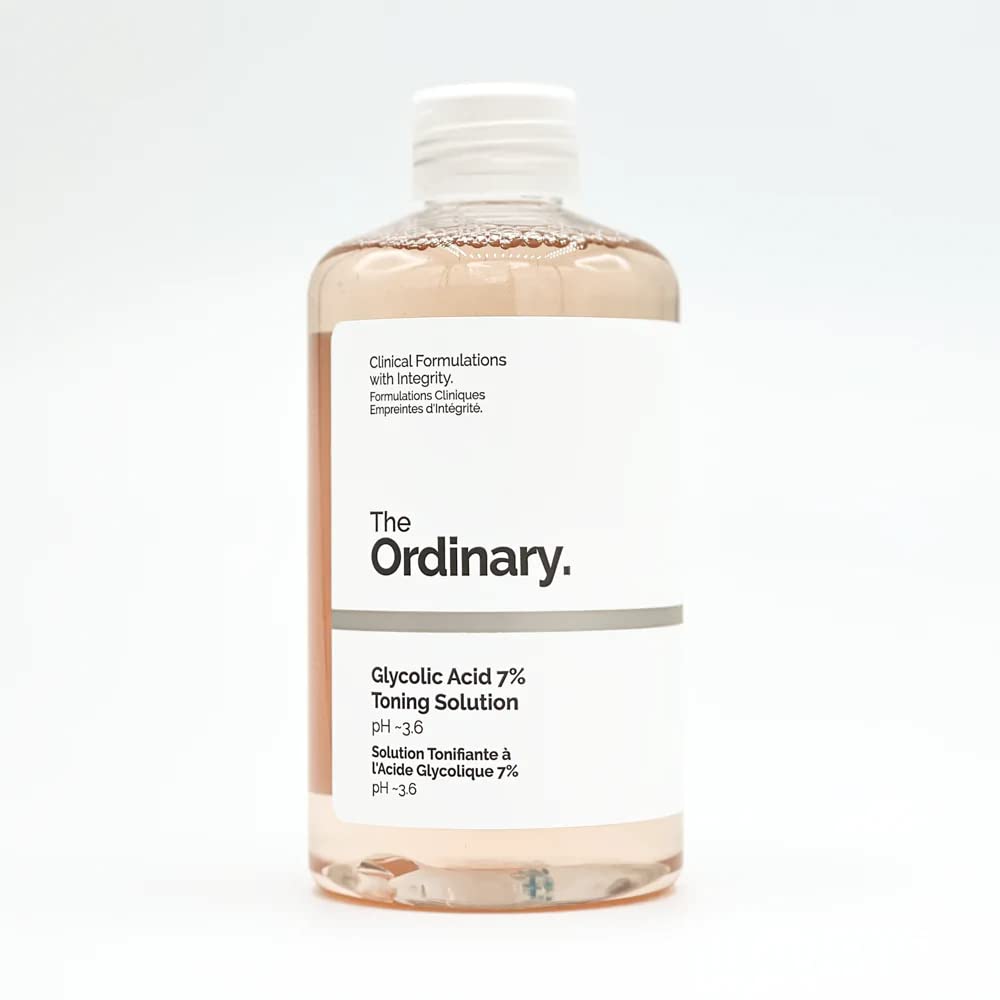 Clinical Formulations
with Integrity.
Formulations Cliniques
Empreintes d'Intégrité.
The
Ordinary.
Glycolic Acid 7%
Toning Solution
pH ~3.6
Solution Tonifiante à
l'Acide Glycolique 7%
pH ~3.6